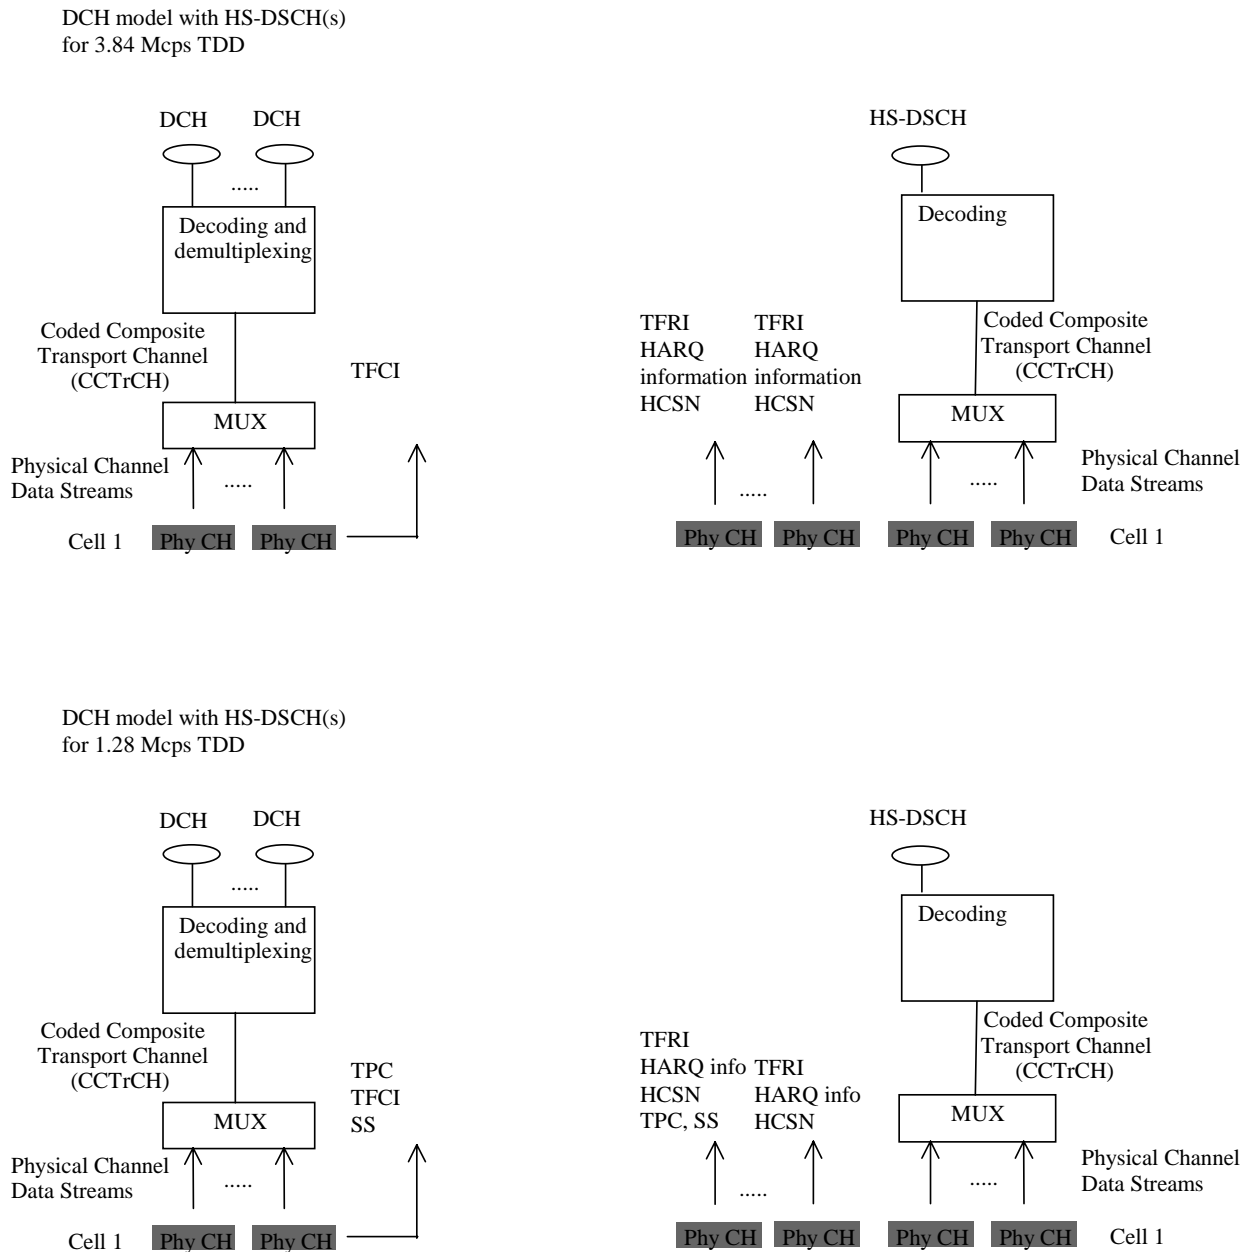 DCH model with HS-DSCH(s)
for 3.84 Mcps TDD
DCH
DCH
.....
Decoding and
demultiplexing
Coded Composite
Transport Channel
(CCTrCH)
TFCI
MUX
Physical Channel
Data Streams
.....
Cell 1
Phy CH
Phy CH
HS-DSCH
Decoding
TFRI
HARQ
information
HCSN
TFRI
HARQ
information
HCSN
Coded Composite
Transport Channel
(CCTrCH)
MUX
.....
.....
Physical Channel
Data Streams
Phy CH
Phy CH
Phy CH
Phy CH
Cell 1
DCH model with HS-DSCH(s)
for 1.28 Mcps TDD
DCH
DCH
.....
Decoding and
demultiplexing
Coded Composite
Transport Channel
(CCTrCH)
TPC
TFCI
SS
MUX
Physical Channel
Data Streams
.....
Cell 1
Phy CH
Phy CH
HS-DSCH
Decoding
TFRI
HARQ info
HCSN
TPC, SS
TFRI
HARQ info
HCSN
Coded Composite
Transport Channel
(CCTrCH)
MUX
.....
.....
Physical Channel
Data Streams
Phy CH
Phy CH
Phy CH
Phy CH
Cell 1